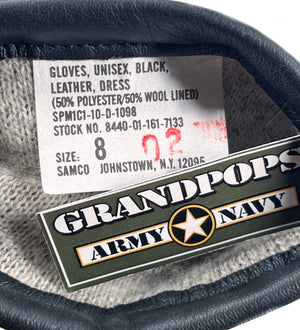 GLOVES, UNISEX, BLACK,
LEATHER, DRESS
(50% POLYESTER/50% WOOL LINED)
SPM1C1-10-D-1098
STOCK NO. 8440-01-161-7133
SIZE: 8 02
SAMCO JOHNSTOWN, N.Y. 12095
GRANDPOPS
ARMY NAVY